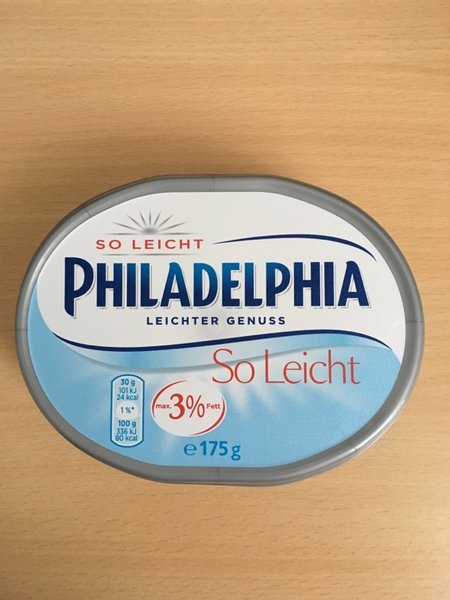 SO LEICHT
PHILADELPHIA
LEICHTER GENUSS
So Leicht
30 g
101 kJ
24 kcal
1 %*
100 g
336 kJ
80 kcal
max. 3% Fett
e 175 g